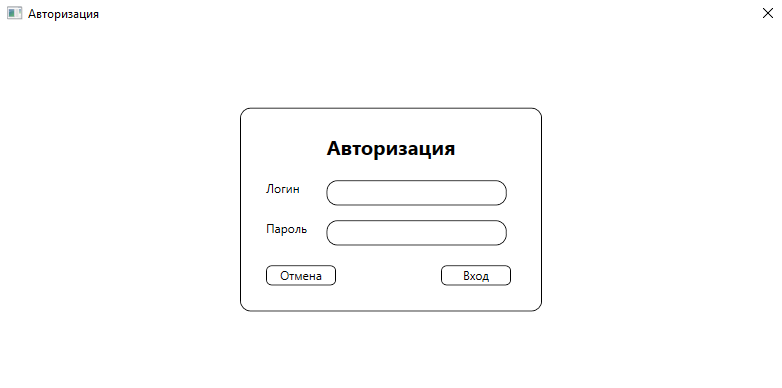 Авторизация
Авторизация
Логин
Пароль
Отмена Вход